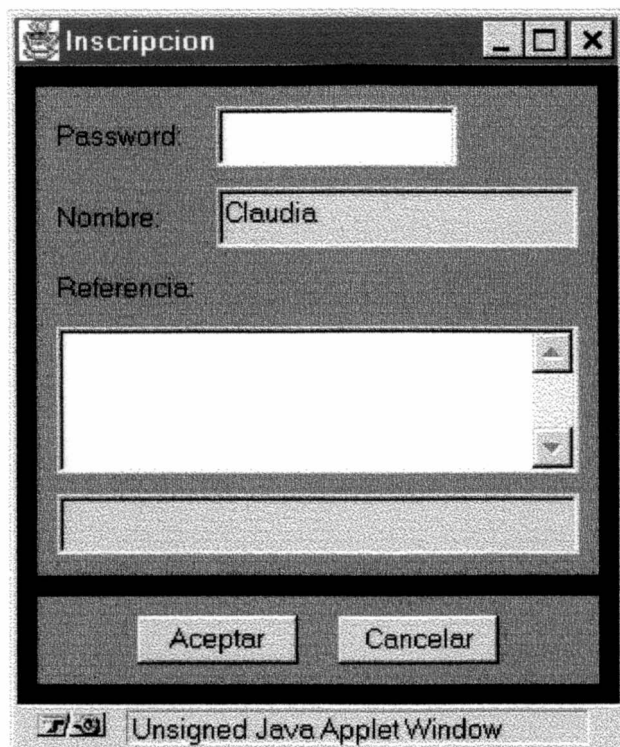 Inscripcion
Password:
Nombre: Claudia
Referencia:
Aceptar Cancelar
Unsigned Java Applet Window